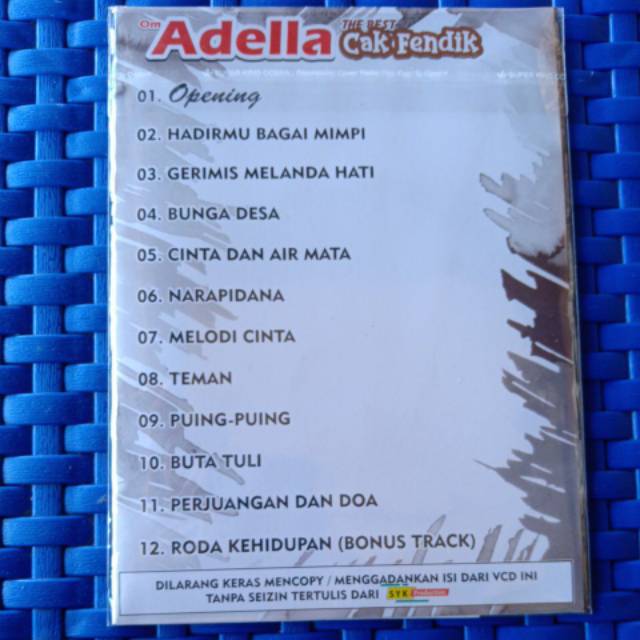 Om Adella THE BEST Cak Fendik
01. Opening
02. HADIRMU BAGAI MIMPI
03. GERIMIS MELANDA HATI
04. BUNGA DESA
05. CINTA DAN AIR MATA
06. NARAPIDANA
07. MELODI CINTA
08. TEMAN
09. PUING-PUING
10. BUTA TULI
11. PERJUANGAN DAN DOA
12. RODA KEHIDUPAN (BONUS TRACK)
DILARANG KERAS MENCOPY / MENGGADANKAN ISI DARI VCD INI
TANPA SEIZIN TERTULIS DARI SYK Production